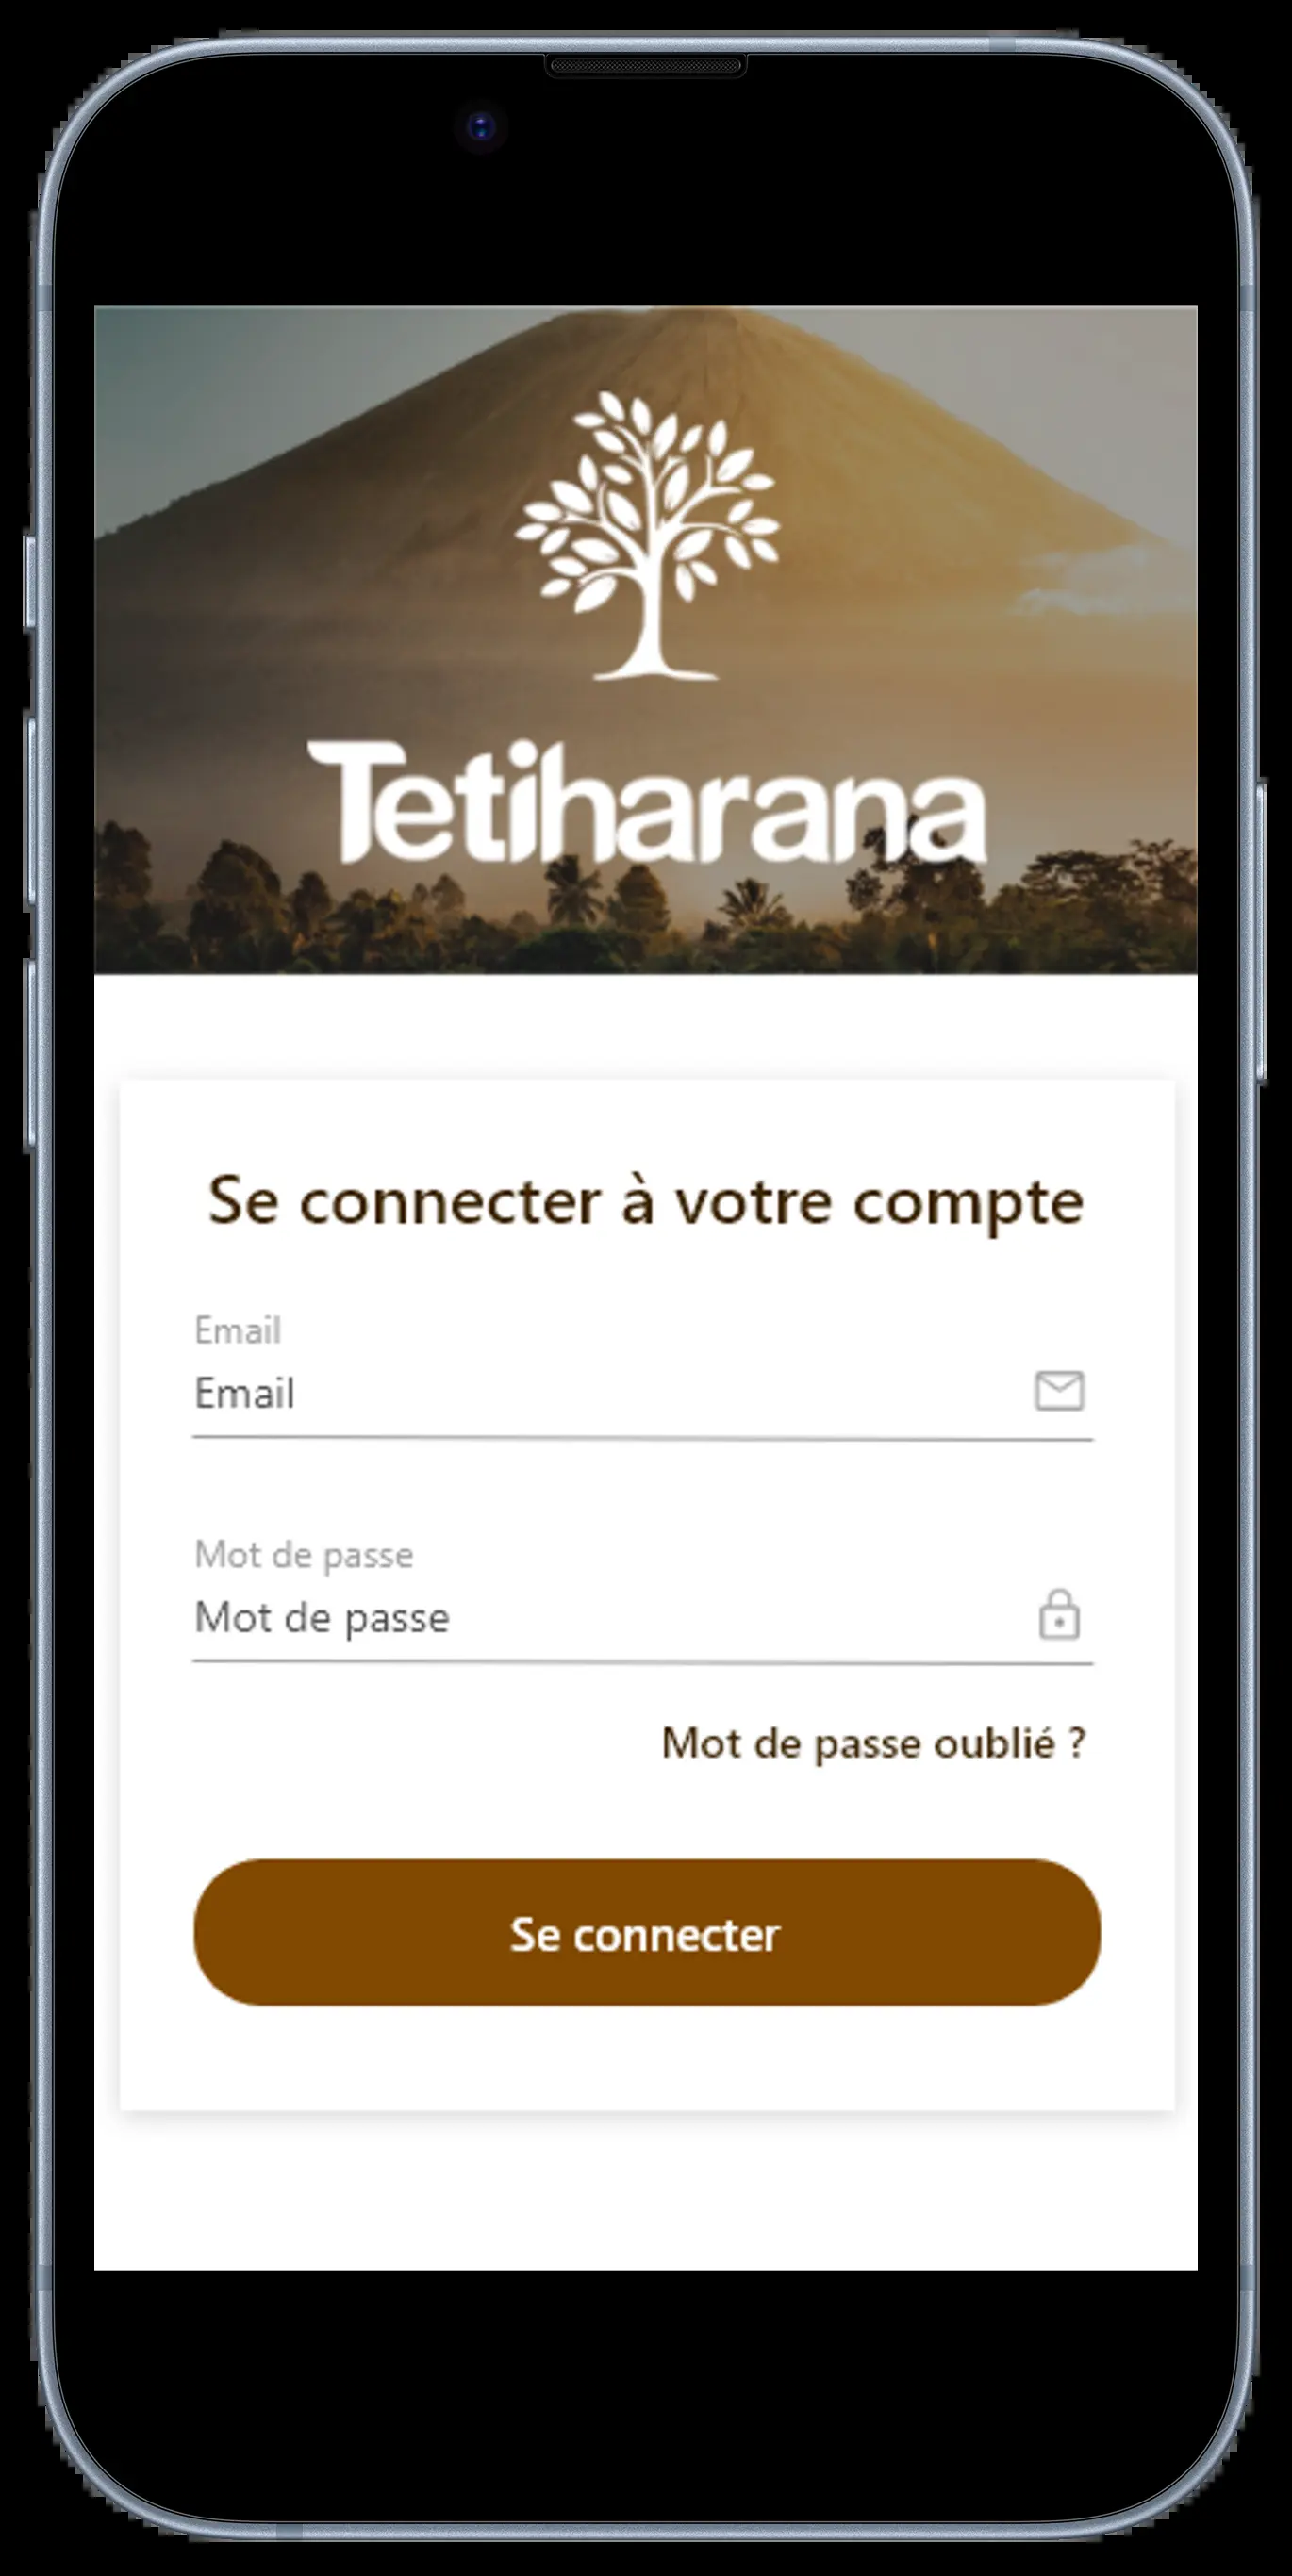 Tetiharana
Se connecter à votre compte
Email
Email
Mot de passe
Mot de passe
Mot de passe oublié ?
Se connecter